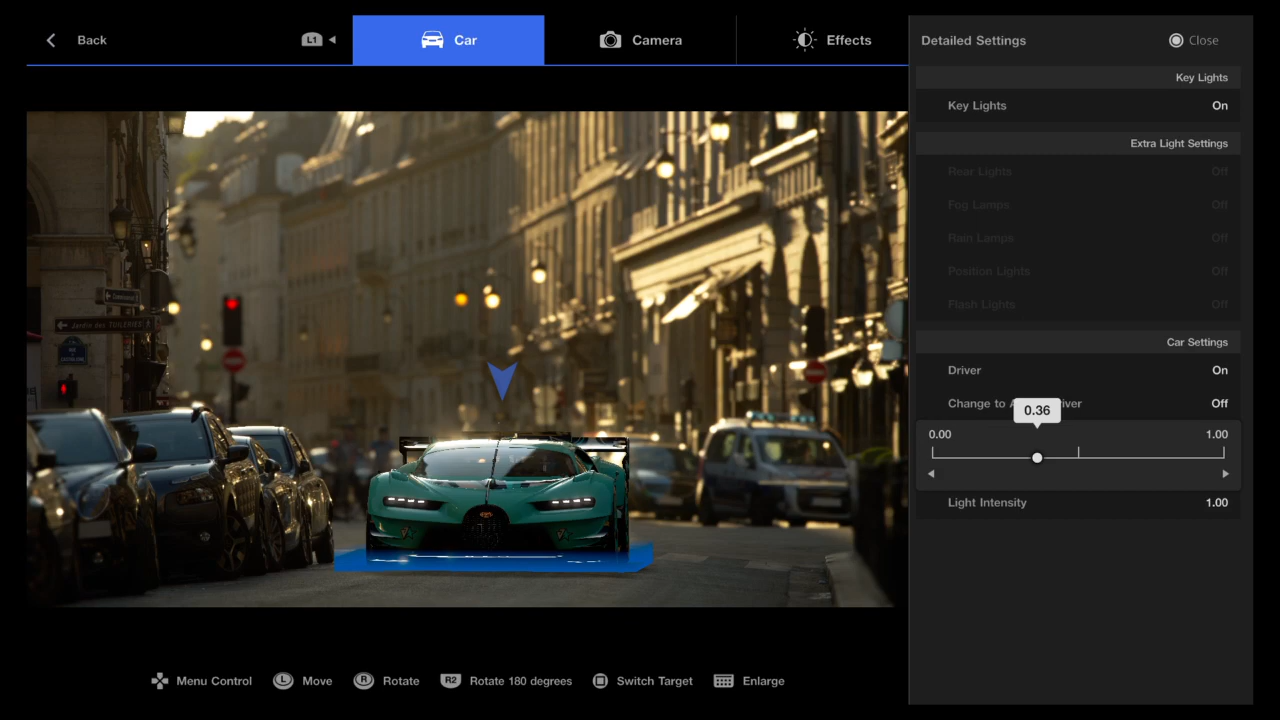 Back
L1
Car
Camera
Effects
Detailed Settings
Close
Key Lights
Key Lights On
Extra Light Settings
Rear Lights Off
Fog Lamps Off
Rain Lamps Off
Position Lights Off
Flash Lights Off
Car Settings
Driver On
Change to
iver Off
0.36
0.00 1.00
Light Intensity 1.00
Jardin des TUILERIES
Menu Control
L Move
R Rotate
R2 Rotate 180 degrees
Switch Target
Enlarge